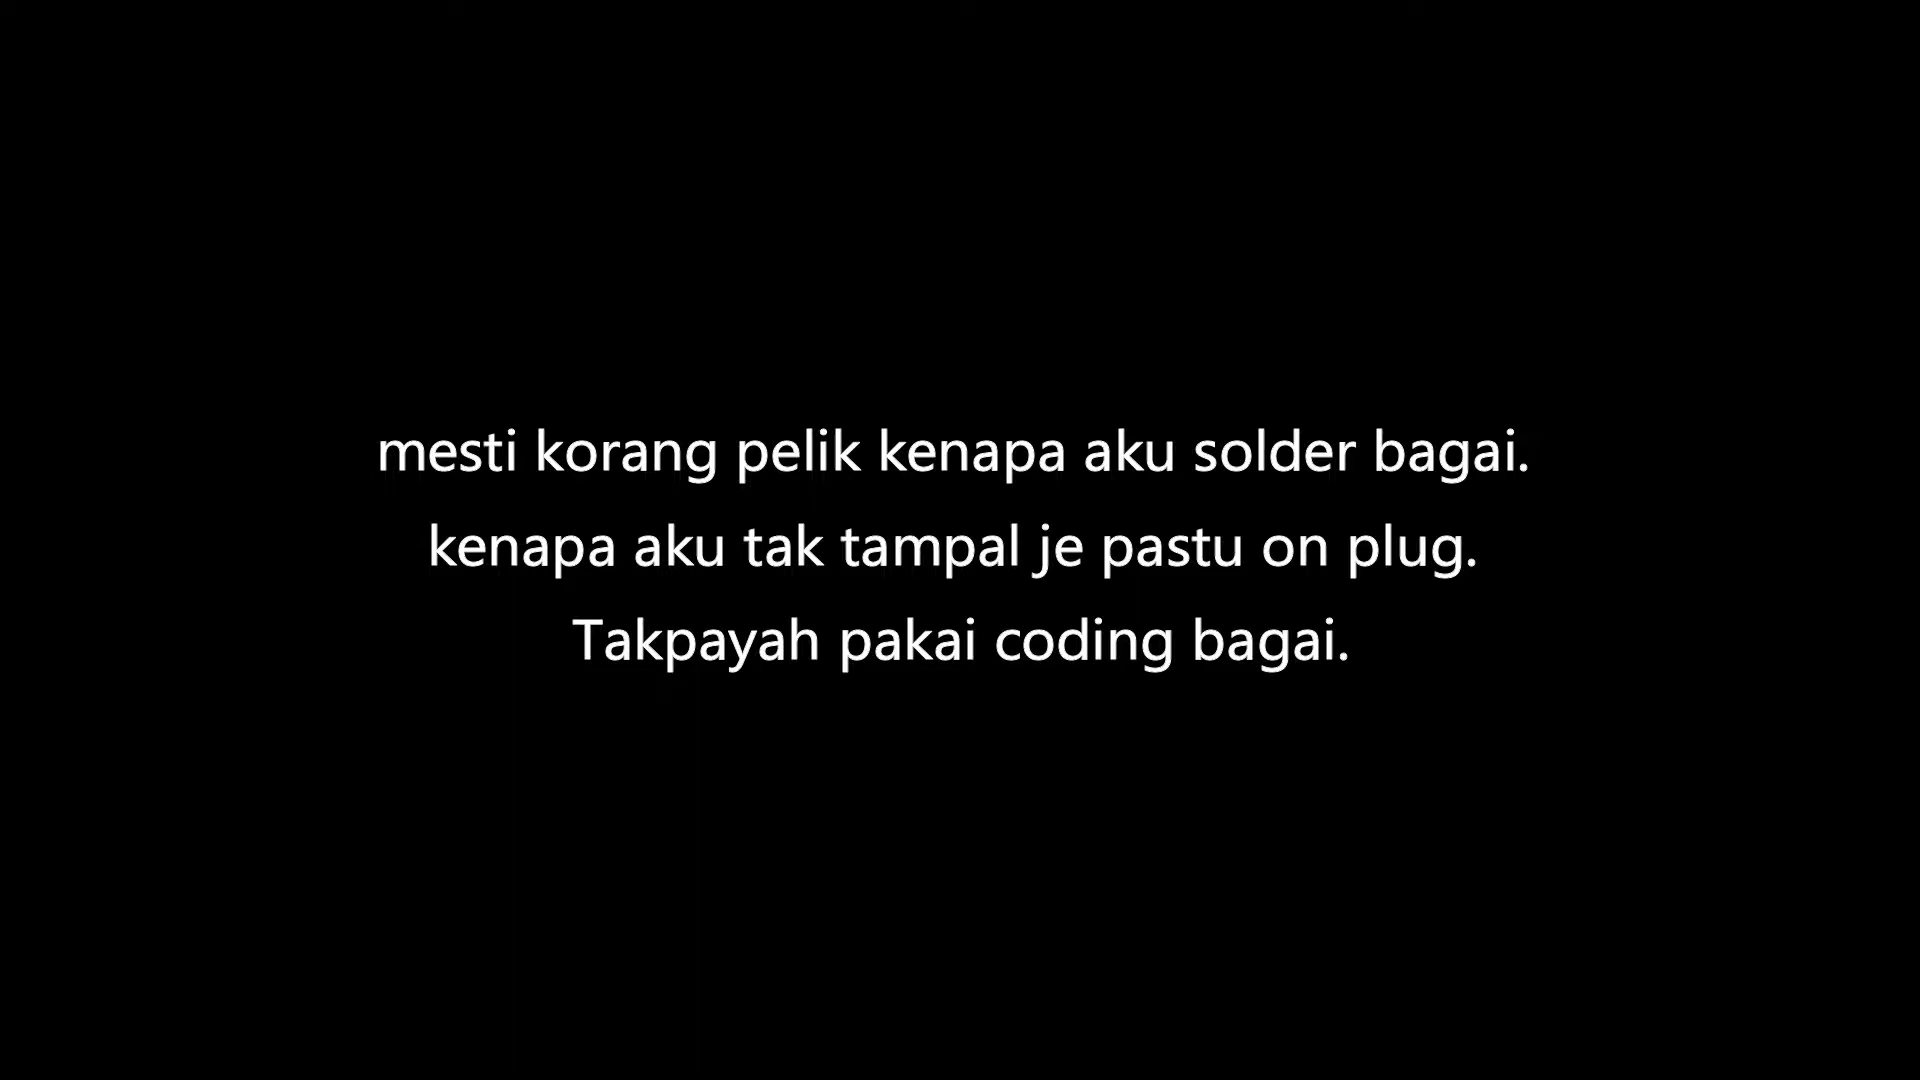 mesti korang pelik kenapa aku solder bagai.
kenapa aku tak tampal je pastu on plug.
Takpayah pakai coding bagai.